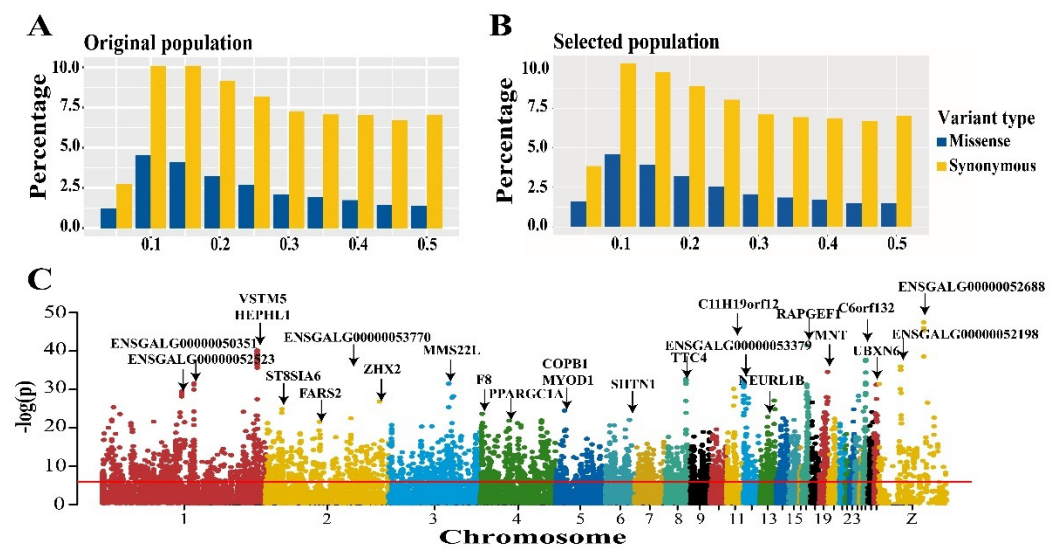 A
Original population
Percentage
10.0
7.5
5.0
2.5
0.0
0.1 0.2 0.3 0.4 0.5
B
Selected population
Percentage
10.0
7.5
5.0
2.5
0.0
0.1 0.2 0.3 0.4 0.5
Variant type
Missense
Synonymous
C
-log(p)
50
40
30
20
10
0
ENSGALG00000050351
ENSGALG00000052523
VSTM5
HEPHL1
ENSGALG00000053770
ST8SIA6
FARS2
ZHX2
MMS22L
F8
PPARGC1A
COPB1
MYOD1
SHTN1
C11H19orf12
ENSGALG00000053379
TTC4
NEURL1B
RAPGEF1
MNT
C6orf132
UBXN6
ENSGALG00000052688
ENSGALG00000052198
1 2 3 4 5 6 7 8 9 11 13 15 19 23 Z
Chromosome